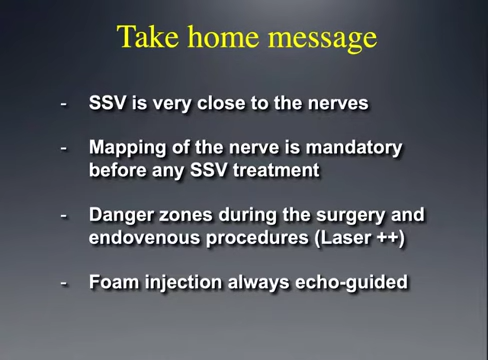 Take home message
- SSV is very close to the nerves
- Mapping of the nerve is mandatory
before any SSV treatment
- Danger zones during the surgery and
endovenous procedures (Laser ++)
- Foam injection always echo-guided